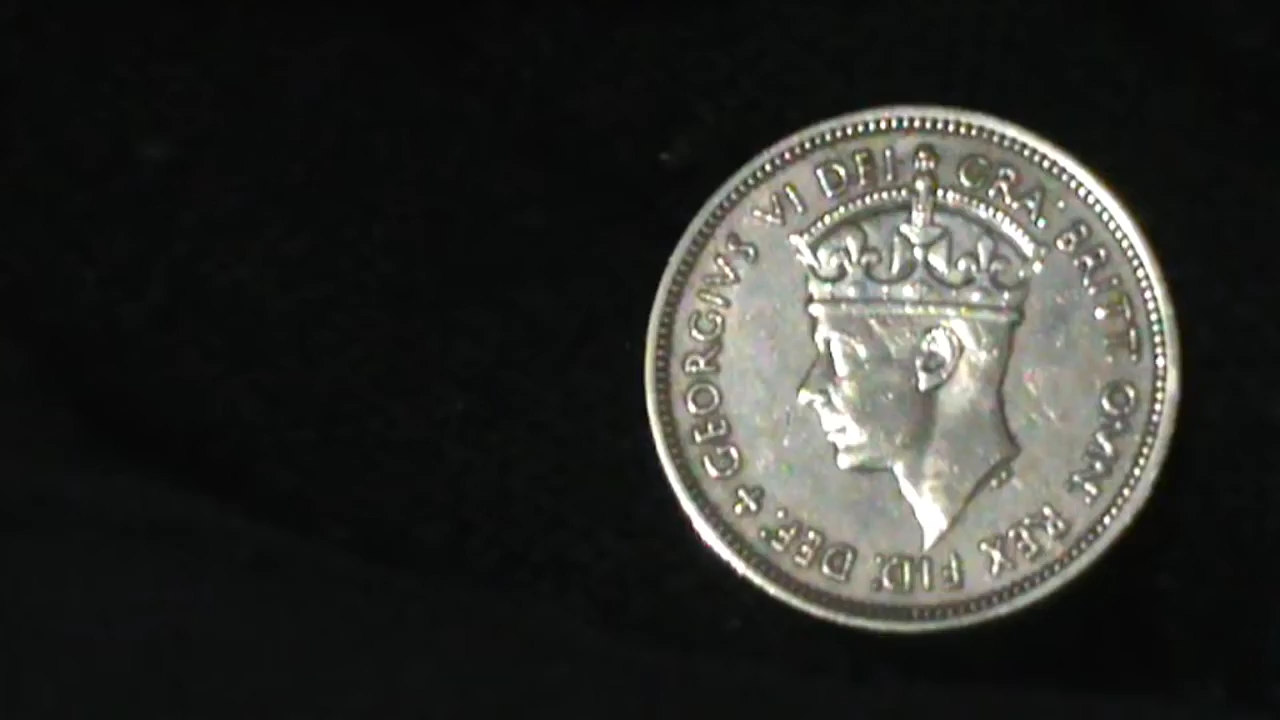 + GEORGIVS VI DEI GRA: BRITT: OMN: REX FID: DEF.